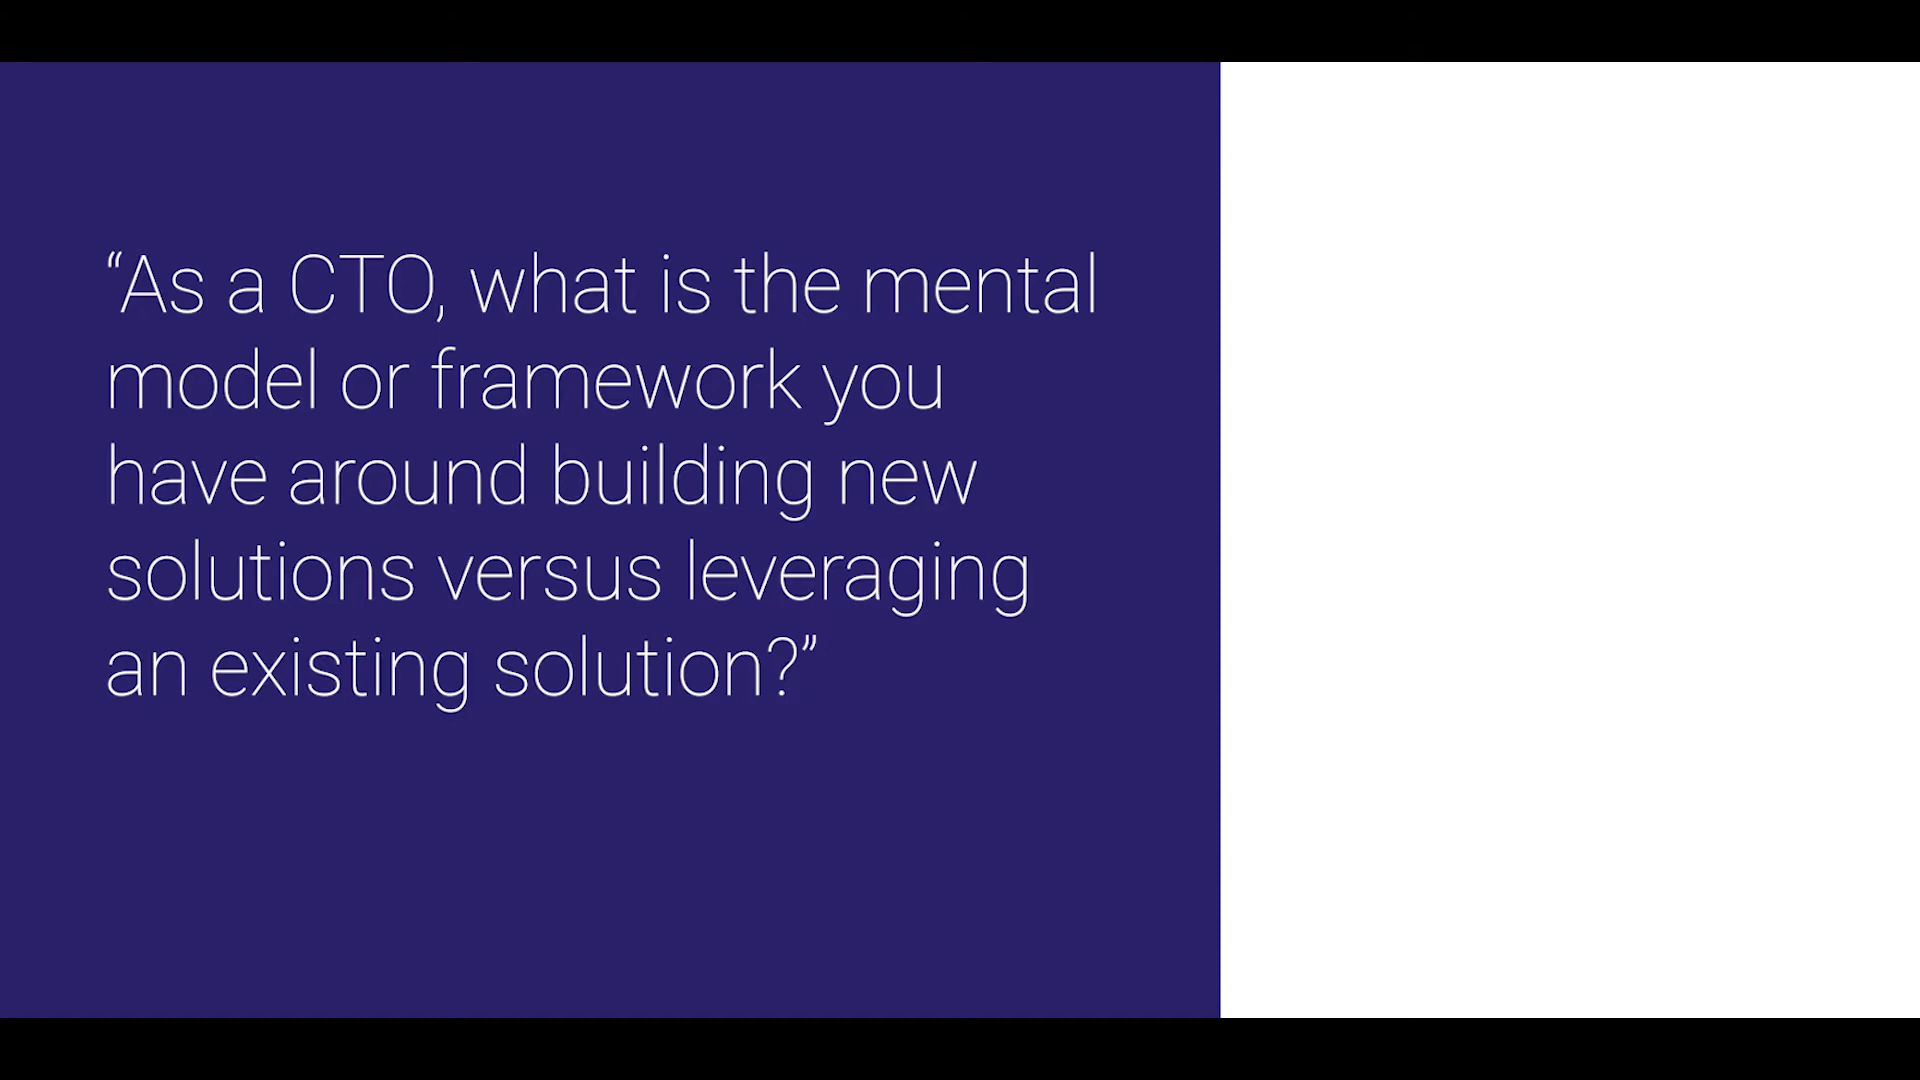 “As a CTO, what is the mental
model or framework you
have around building new
solutions versus leveraging
an existing solution?”